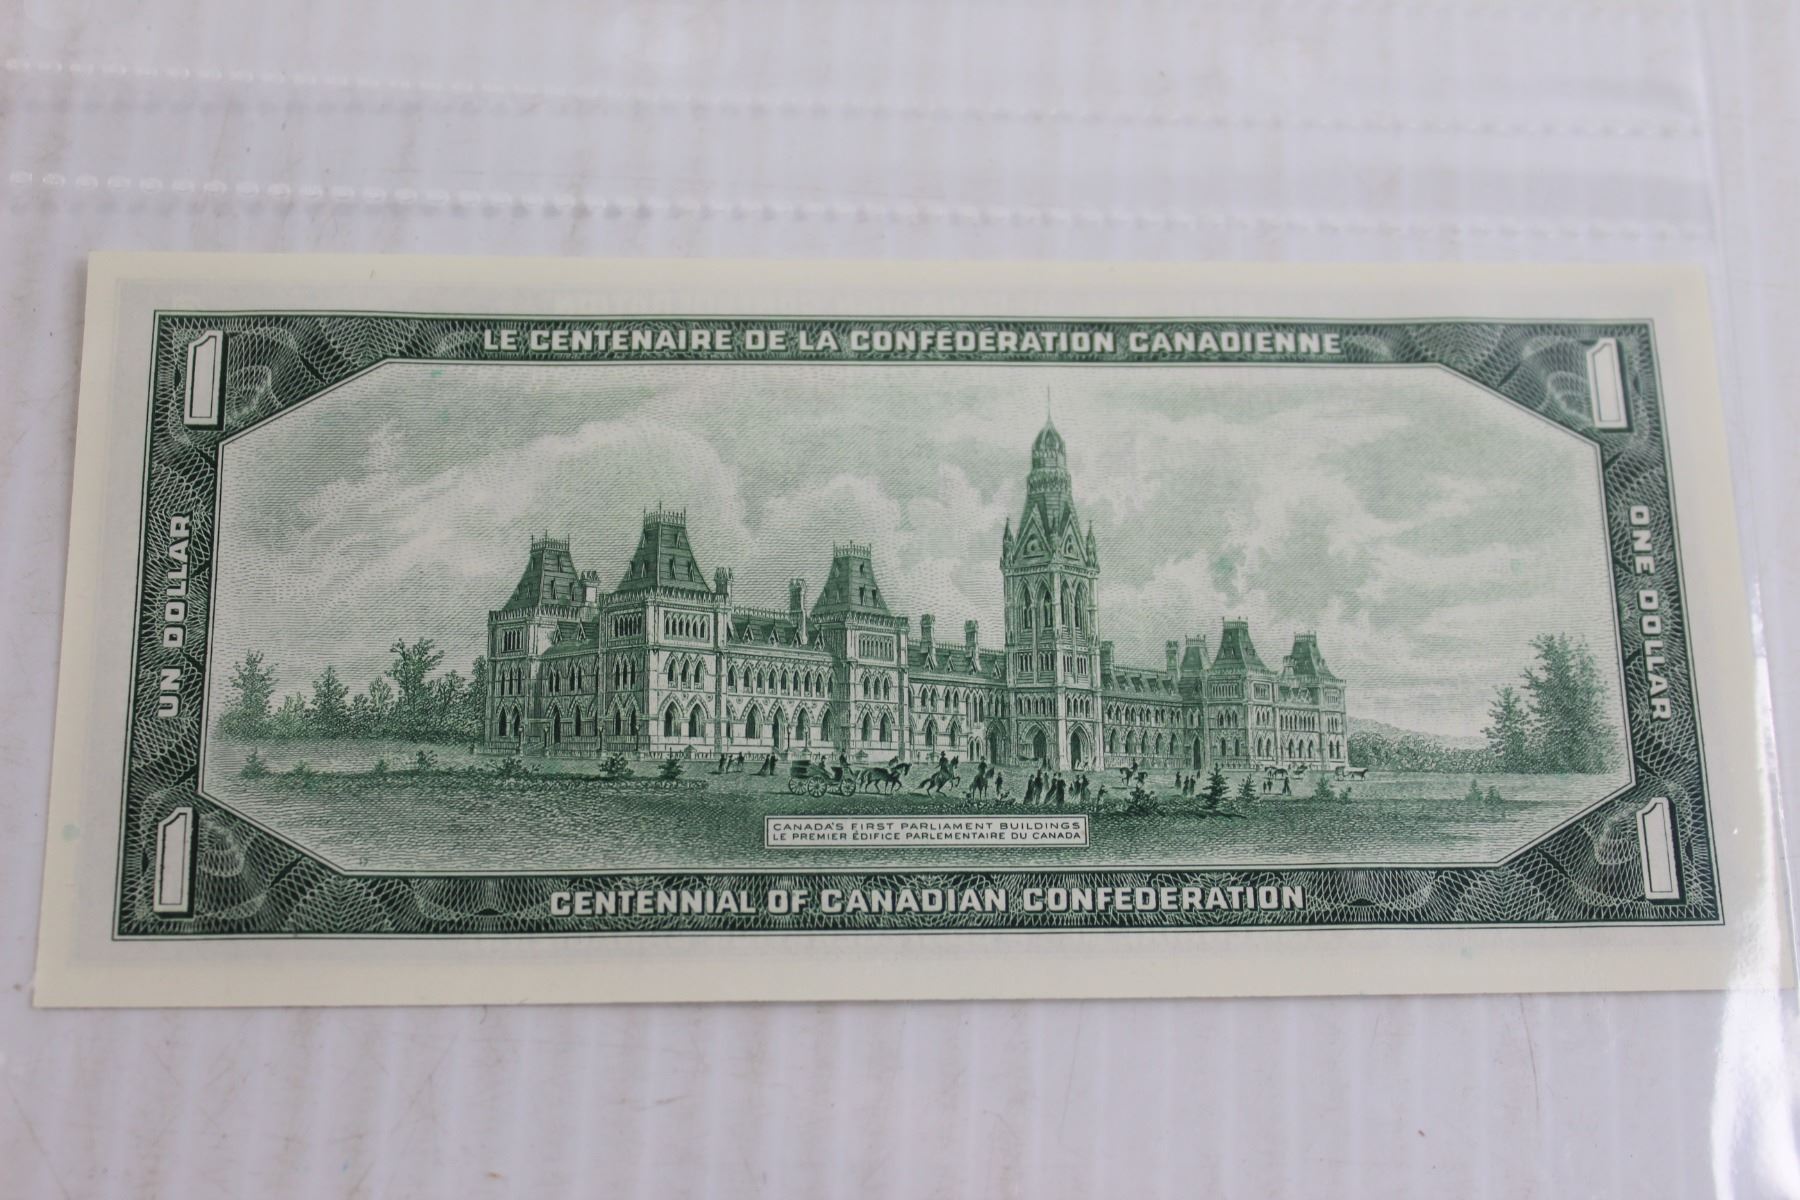 1 LE CENTENAIRE DE LA CONFÉDÉRATION CANADIENNE 1
UN DOLLAR
ONE DOLLAR
CANADA'S FIRST PARLIAMENT BUILDINGS
LE PREMIER ÉDIFICE PARLEMENTAIRE DU CANADA
1 CENTENNIAL OF CANADIAN CONFEDERATION 1